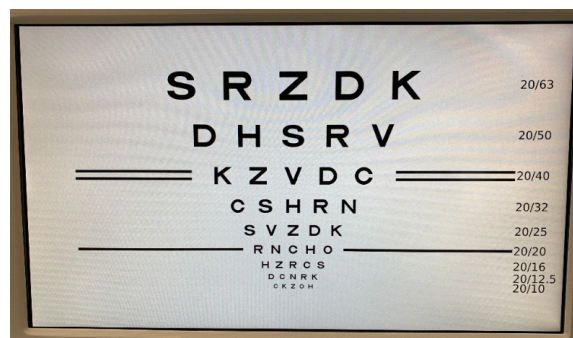 S R Z D K 20/63
D H S R V 20/50
K Z V D C 20/40
C S H R N 20/32
S V Z D K 20/25
R N C H O 20/20
H Z R C S 20/16
D C N R K 20/12.5
C K Z O H 20/10